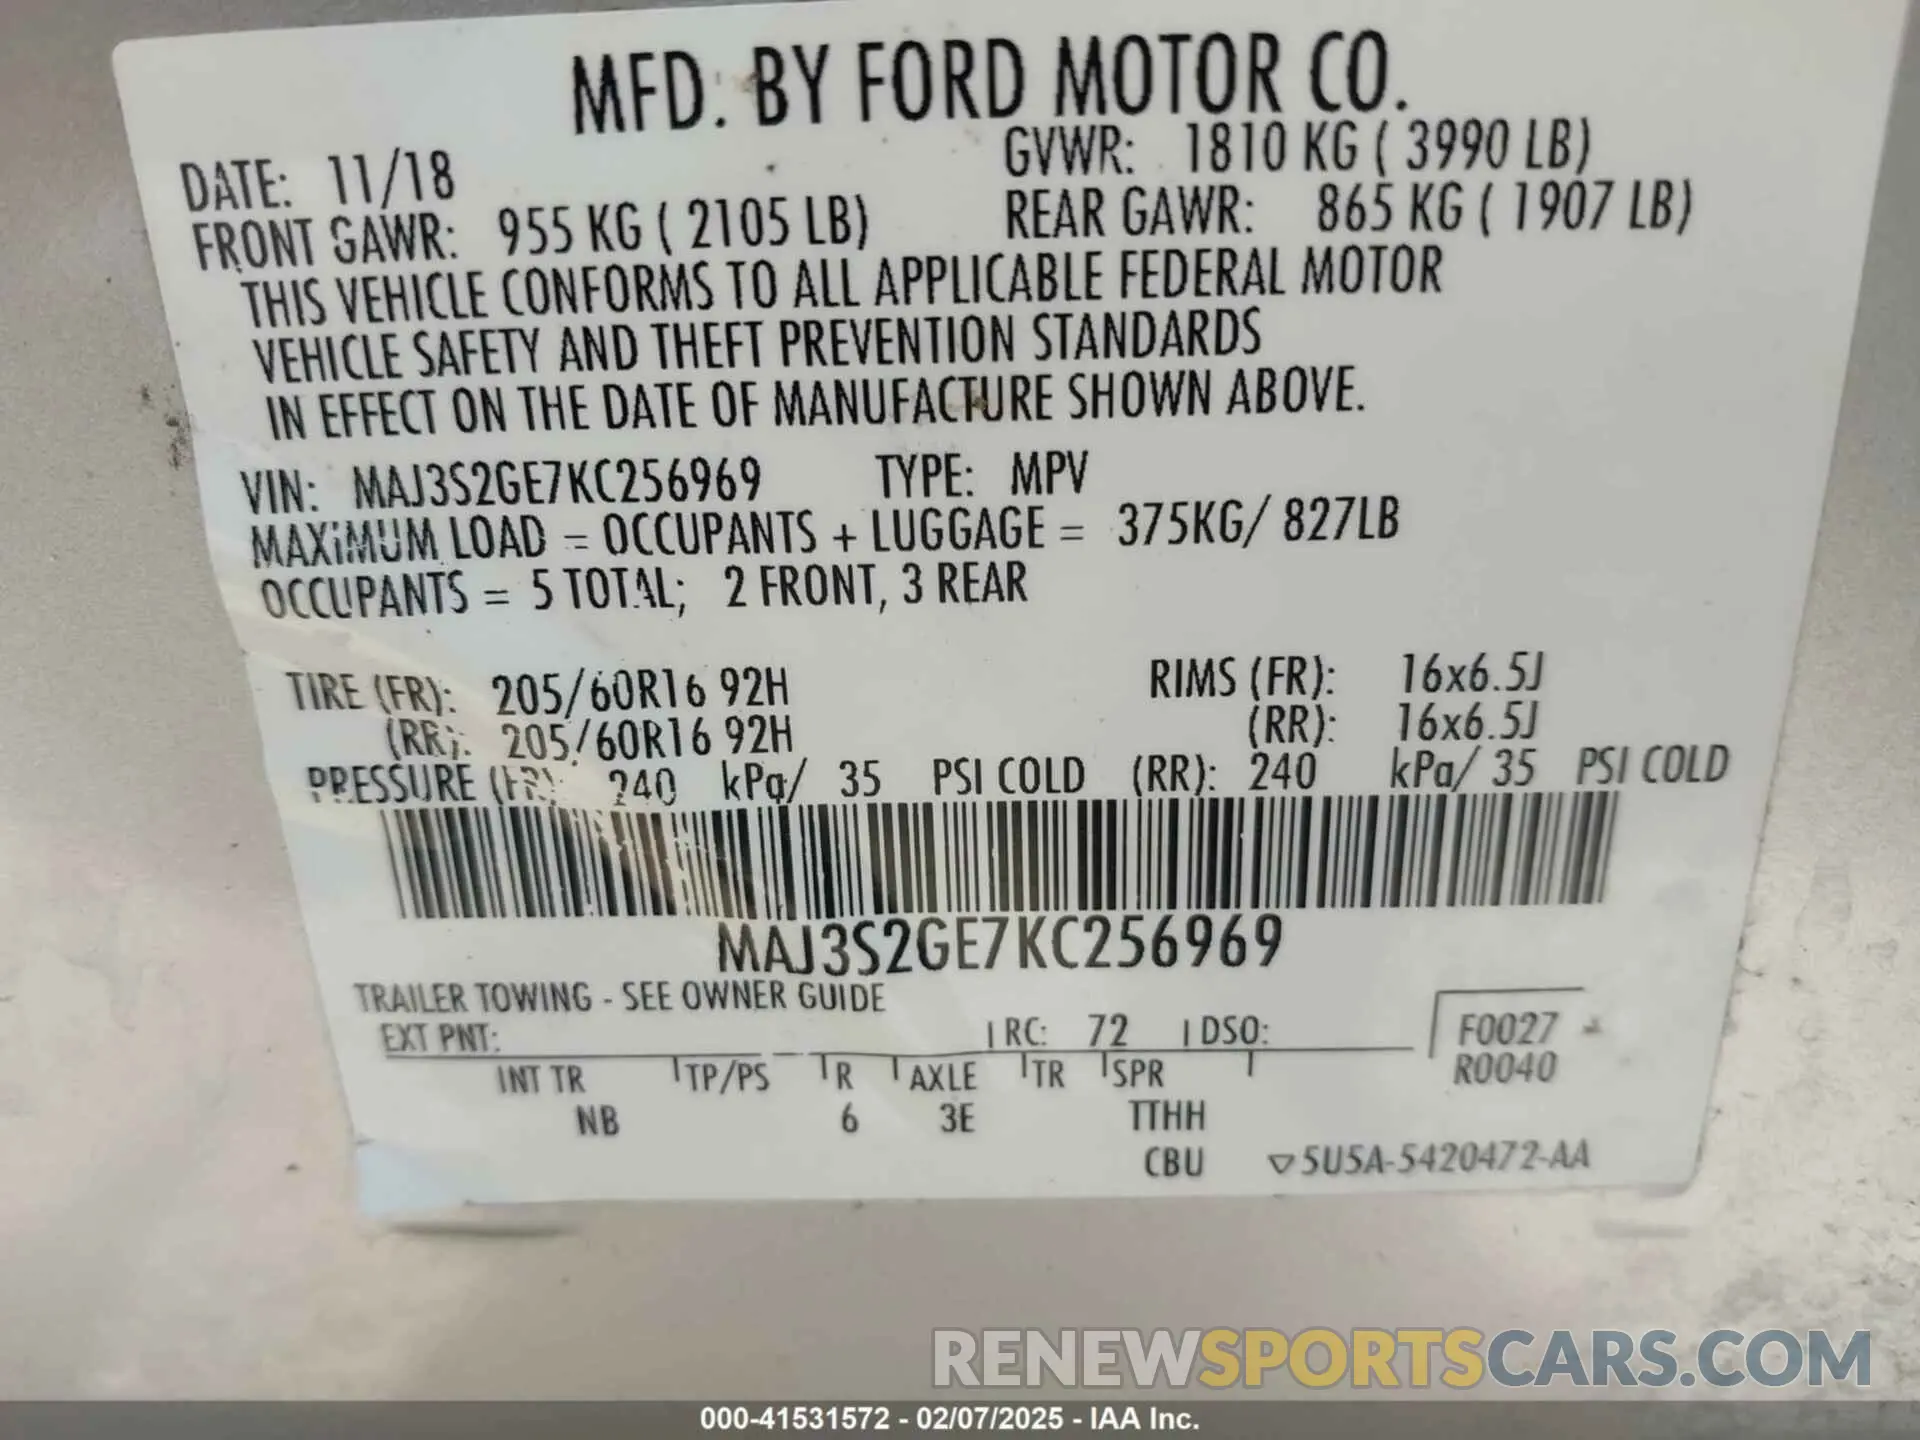 MFD. BY FORD MOTOR CO.
DATE: 11/18 GVWR: 1810 KG ( 3990 LB)
FRONT GAWR: 955 KG ( 2105 LB) REAR GAWR: 865 KG ( 1907 LB)
THIS VEHICLE CONFORMS TO ALL APPLICABLE FEDERAL MOTOR
VEHICLE SAFETY AND THEFT PREVENTION STANDARDS
IN EFFECT ON THE DATE OF MANUFACTURE SHOWN ABOVE.
VIN: MAJ3S2GE7KC256969 TYPE: MPV
MAXIMUM LOAD = OCCUPANTS + LUGGAGE = 375KG/ 827LB
OCCUPANTS = 5 TOTAL; 2 FRONT, 3 REAR
TIRE (FR): 205/60R16 92H RIMS (FR): 16x6.5J
(RR): 205/60R16 92H (RR): 16x6.5J
PRESSURE (FR): 240 kPa/ 35 PSI COLD (RR): 240 kPa/ 35 PSI COLD
MAJ3S2GE7KC256969
TRAILER TOWING - SEE OWNER GUIDE
EXT PNT: RC: 72 DSO: F0027
INT TR TP/PS R AXLE TR SPR R0040
NB 6 3E TTHH
CBU ▽5U5A-5420472-AA
RENEWSPORTSCARS.COM
000-41531572 - 02/07/2025 - IAA Inc.